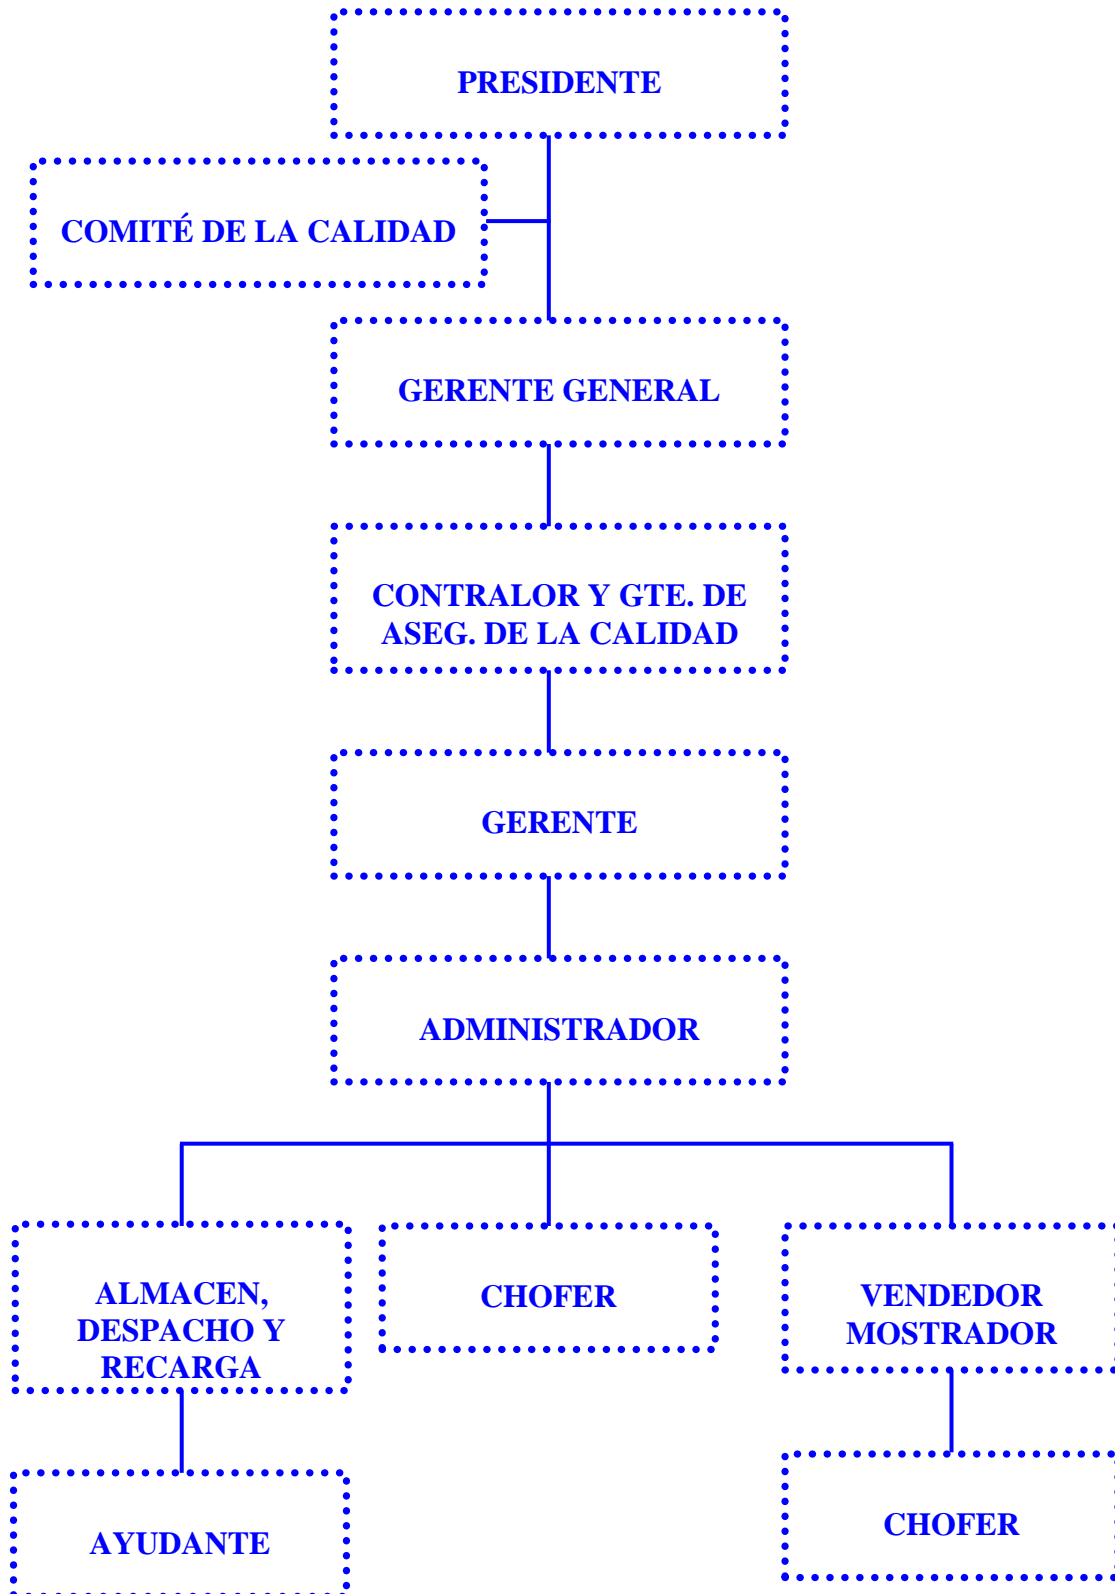 PRESIDENTE
COMITÉ DE LA CALIDAD
GERENTE GENERAL
CONTRALOR Y GTE. DE
ASEG. DE LA CALIDAD
GERENTE
ADMINISTRADOR
ALMACEN,
DESPACHO Y
RECARGA
CHOFER
VENDEDOR
MOSTRADOR
AYUDANTE
CHOFER